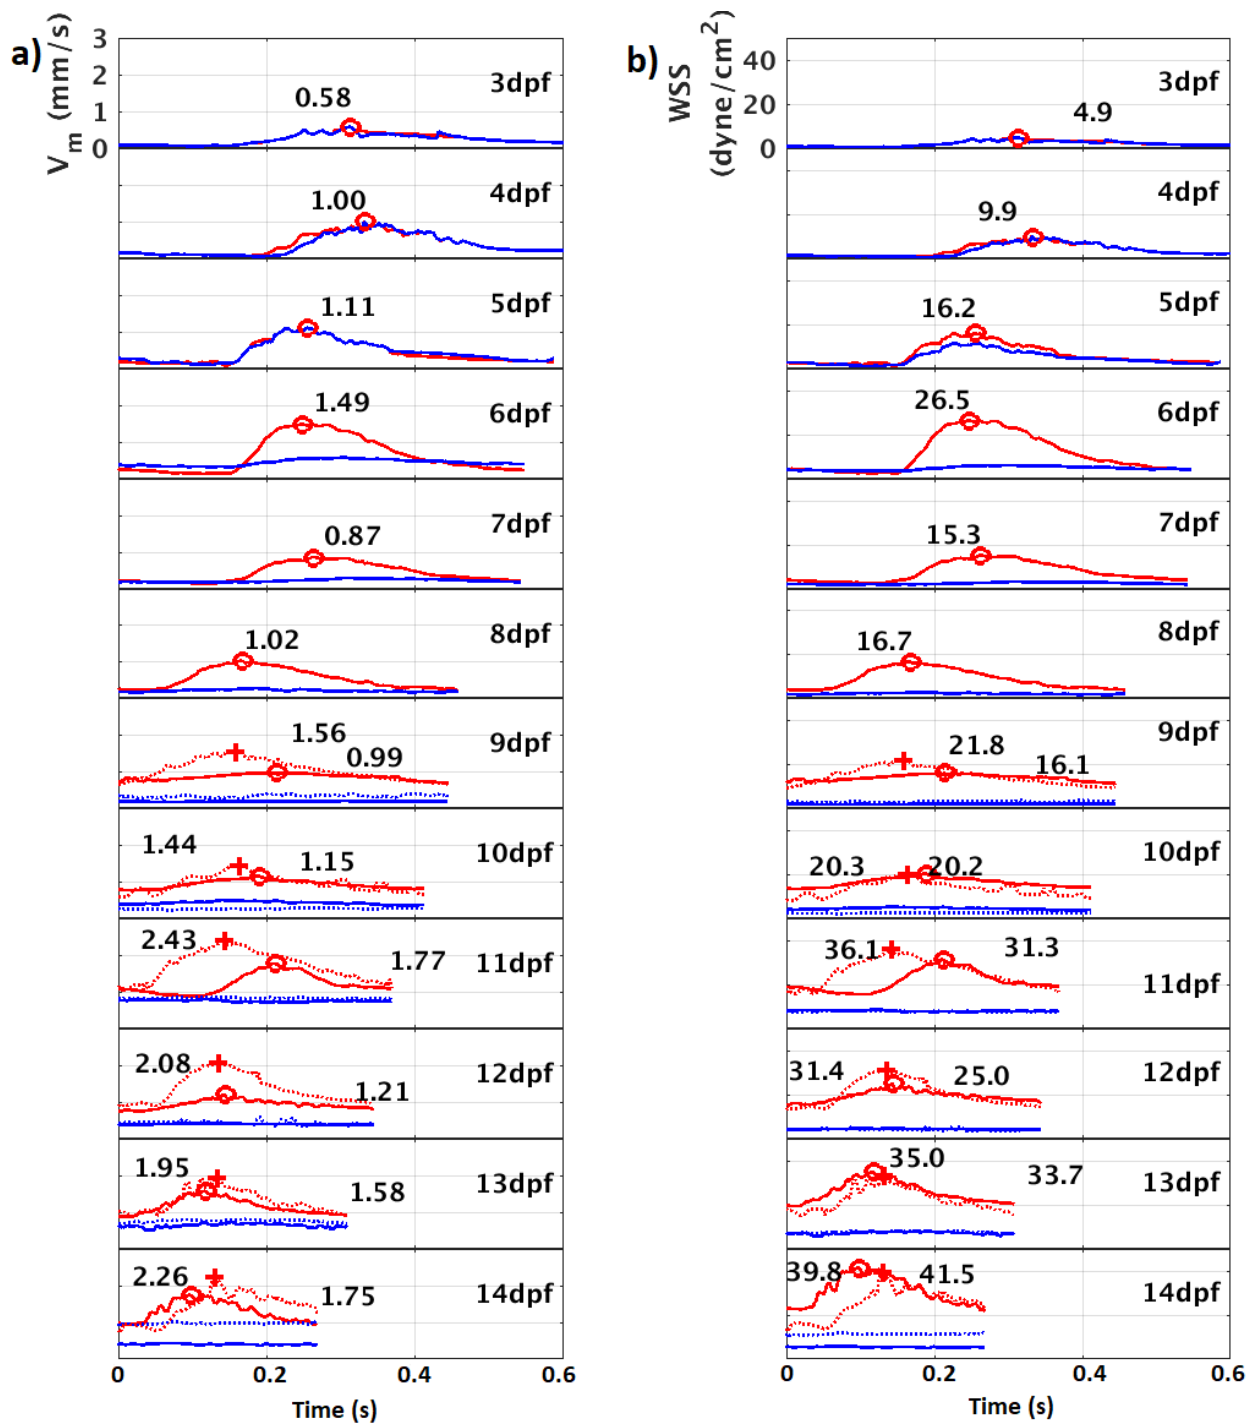 a)
V_m (mm/s)
3
2
1
0
3dpf
0.58
4dpf
1.00
5dpf
1.11
6dpf
1.49
7dpf
0.87
8dpf
1.02
9dpf
1.56
0.99
10dpf
1.44
1.15
11dpf
2.43
1.77
12dpf
2.08
1.21
13dpf
1.95
1.58
14dpf
2.26
1.75
0 0.2 0.4 0.6
Time (s)
b)
WSS
(dyne/cm²)
40
20
0
3dpf
4.9
4dpf
9.9
5dpf
16.2
6dpf
26.5
7dpf
15.3
8dpf
16.7
9dpf
21.8
16.1
10dpf
20.3
20.2
11dpf
36.1
31.3
12dpf
31.4
25.0
13dpf
35.0
33.7
14dpf
39.8
41.5
0 0.2 0.4 0.6
Time (s)